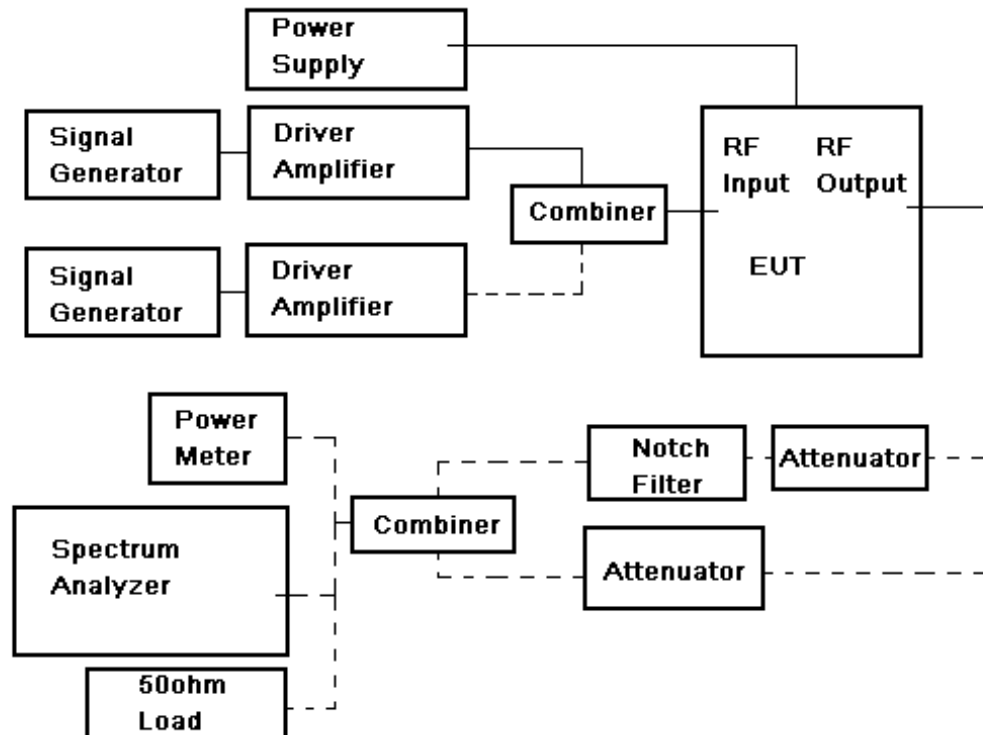 Power
Supply
Signal
Generator
Driver
Amplifier
RF
Input
RF
Output
Combiner
EUT
Signal
Generator
Driver
Amplifier
Power
Meter
Notch
Filter
Attenuator
Combiner
Spectrum
Analyzer
Attenuator
50ohm
Load